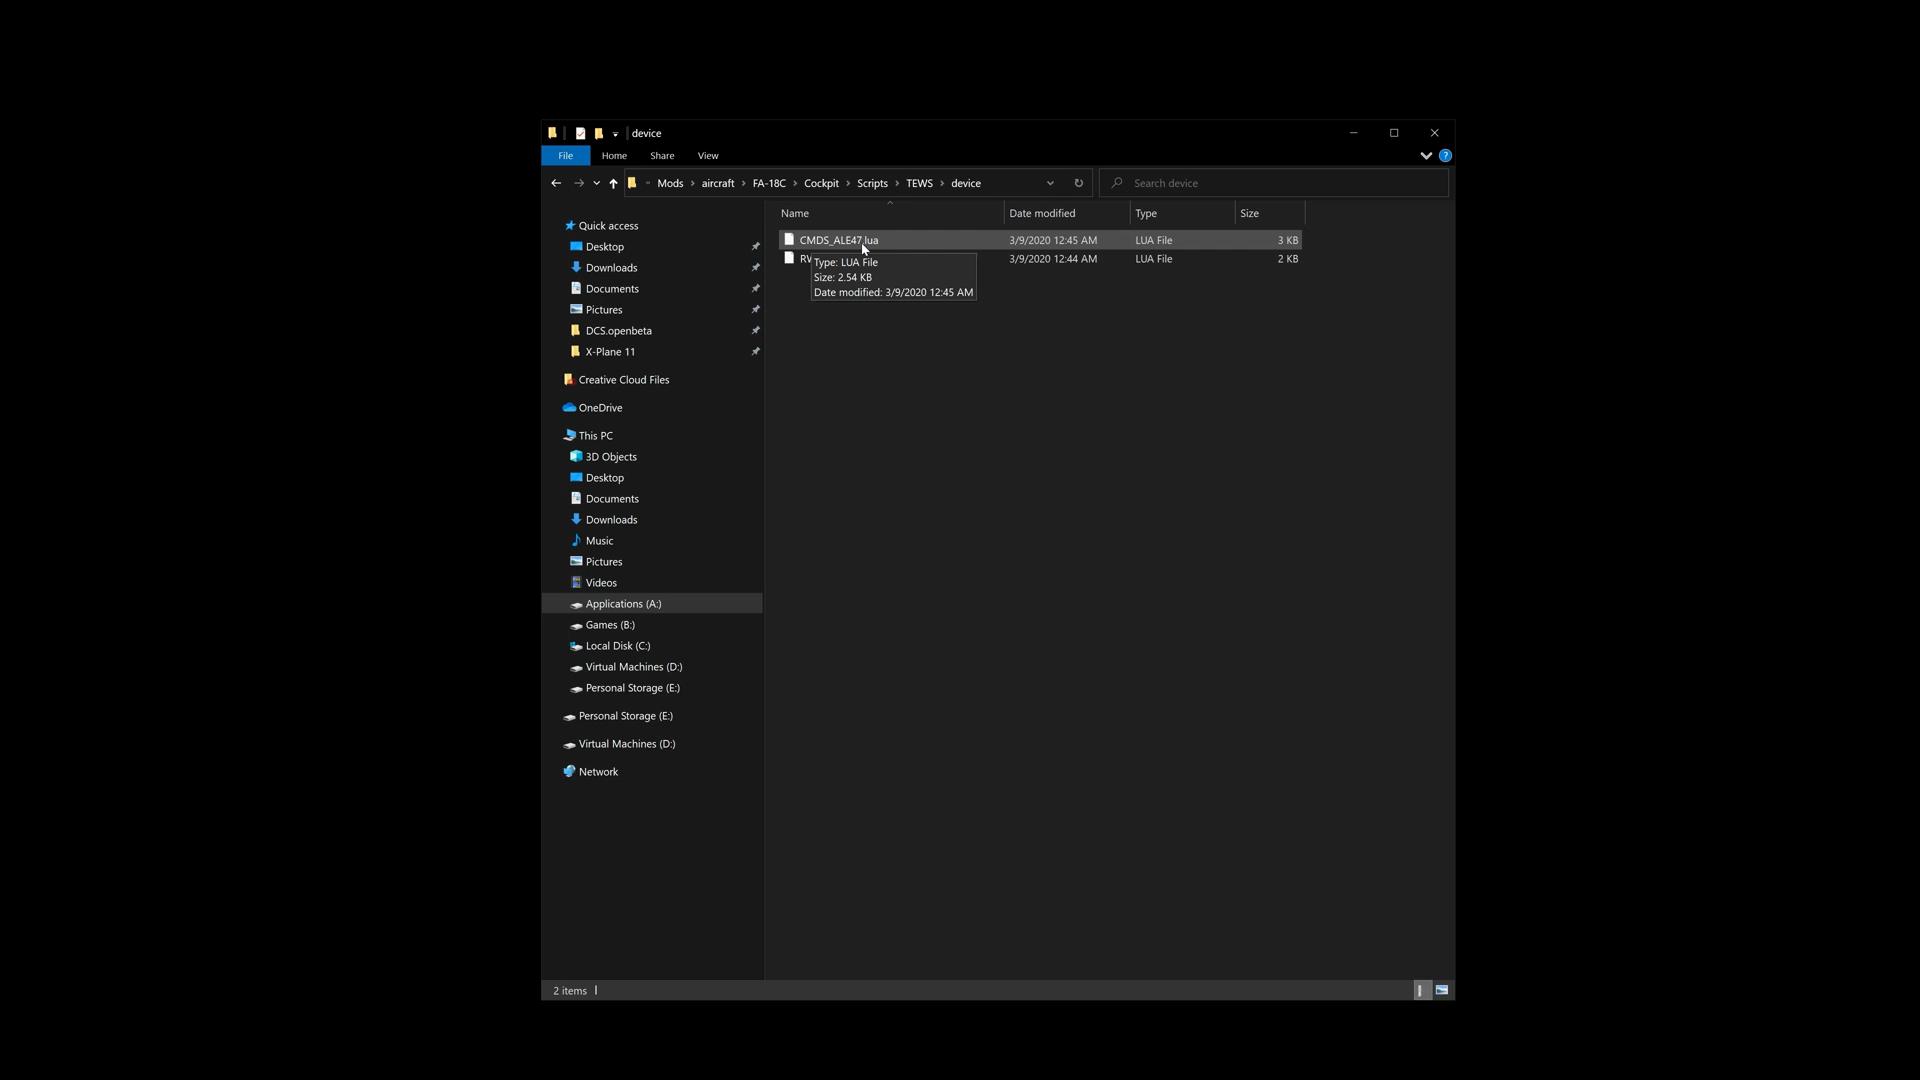 device
File Home Share View
Mods aircraft FA-18C Cockpit Scripts TEWS device Search device
Name Date modified Type Size
CMDS_ALE47.lua 3/9/2020 12:45 AM LUA File 3 KB
3/9/2020 12:44 AM LUA File 2 KB
Type: LUA File
Size: 2.54 KB
Date modified: 3/9/2020 12:45 AM
Quick access
Desktop
Downloads
Documents
Pictures
DCS.openbeta
X-Plane 11
Creative Cloud Files
OneDrive
This PC
3D Objects
Desktop
Documents
Downloads
Music
Pictures
Videos
Applications (A:)
Games (B:)
Local Disk (C:)
Virtual Machines (D:)
Personal Storage (E:)
Personal Storage (E:)
Virtual Machines (D:)
Network
2 items